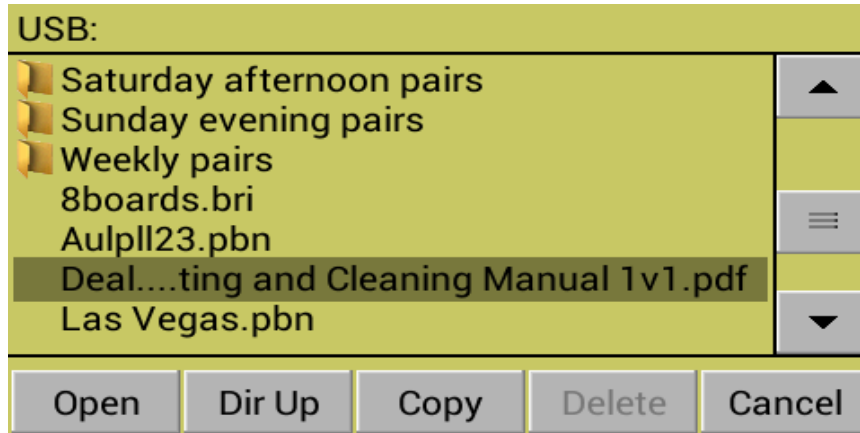 USB:
Saturday afternoon pairs
Sunday evening pairs
Weekly pairs
8boards.bri
Aulpll23.pbn
Deal....ting and Cleaning Manual 1v1.pdf
Las Vegas.pbn
Open Dir Up Copy Delete Cancel